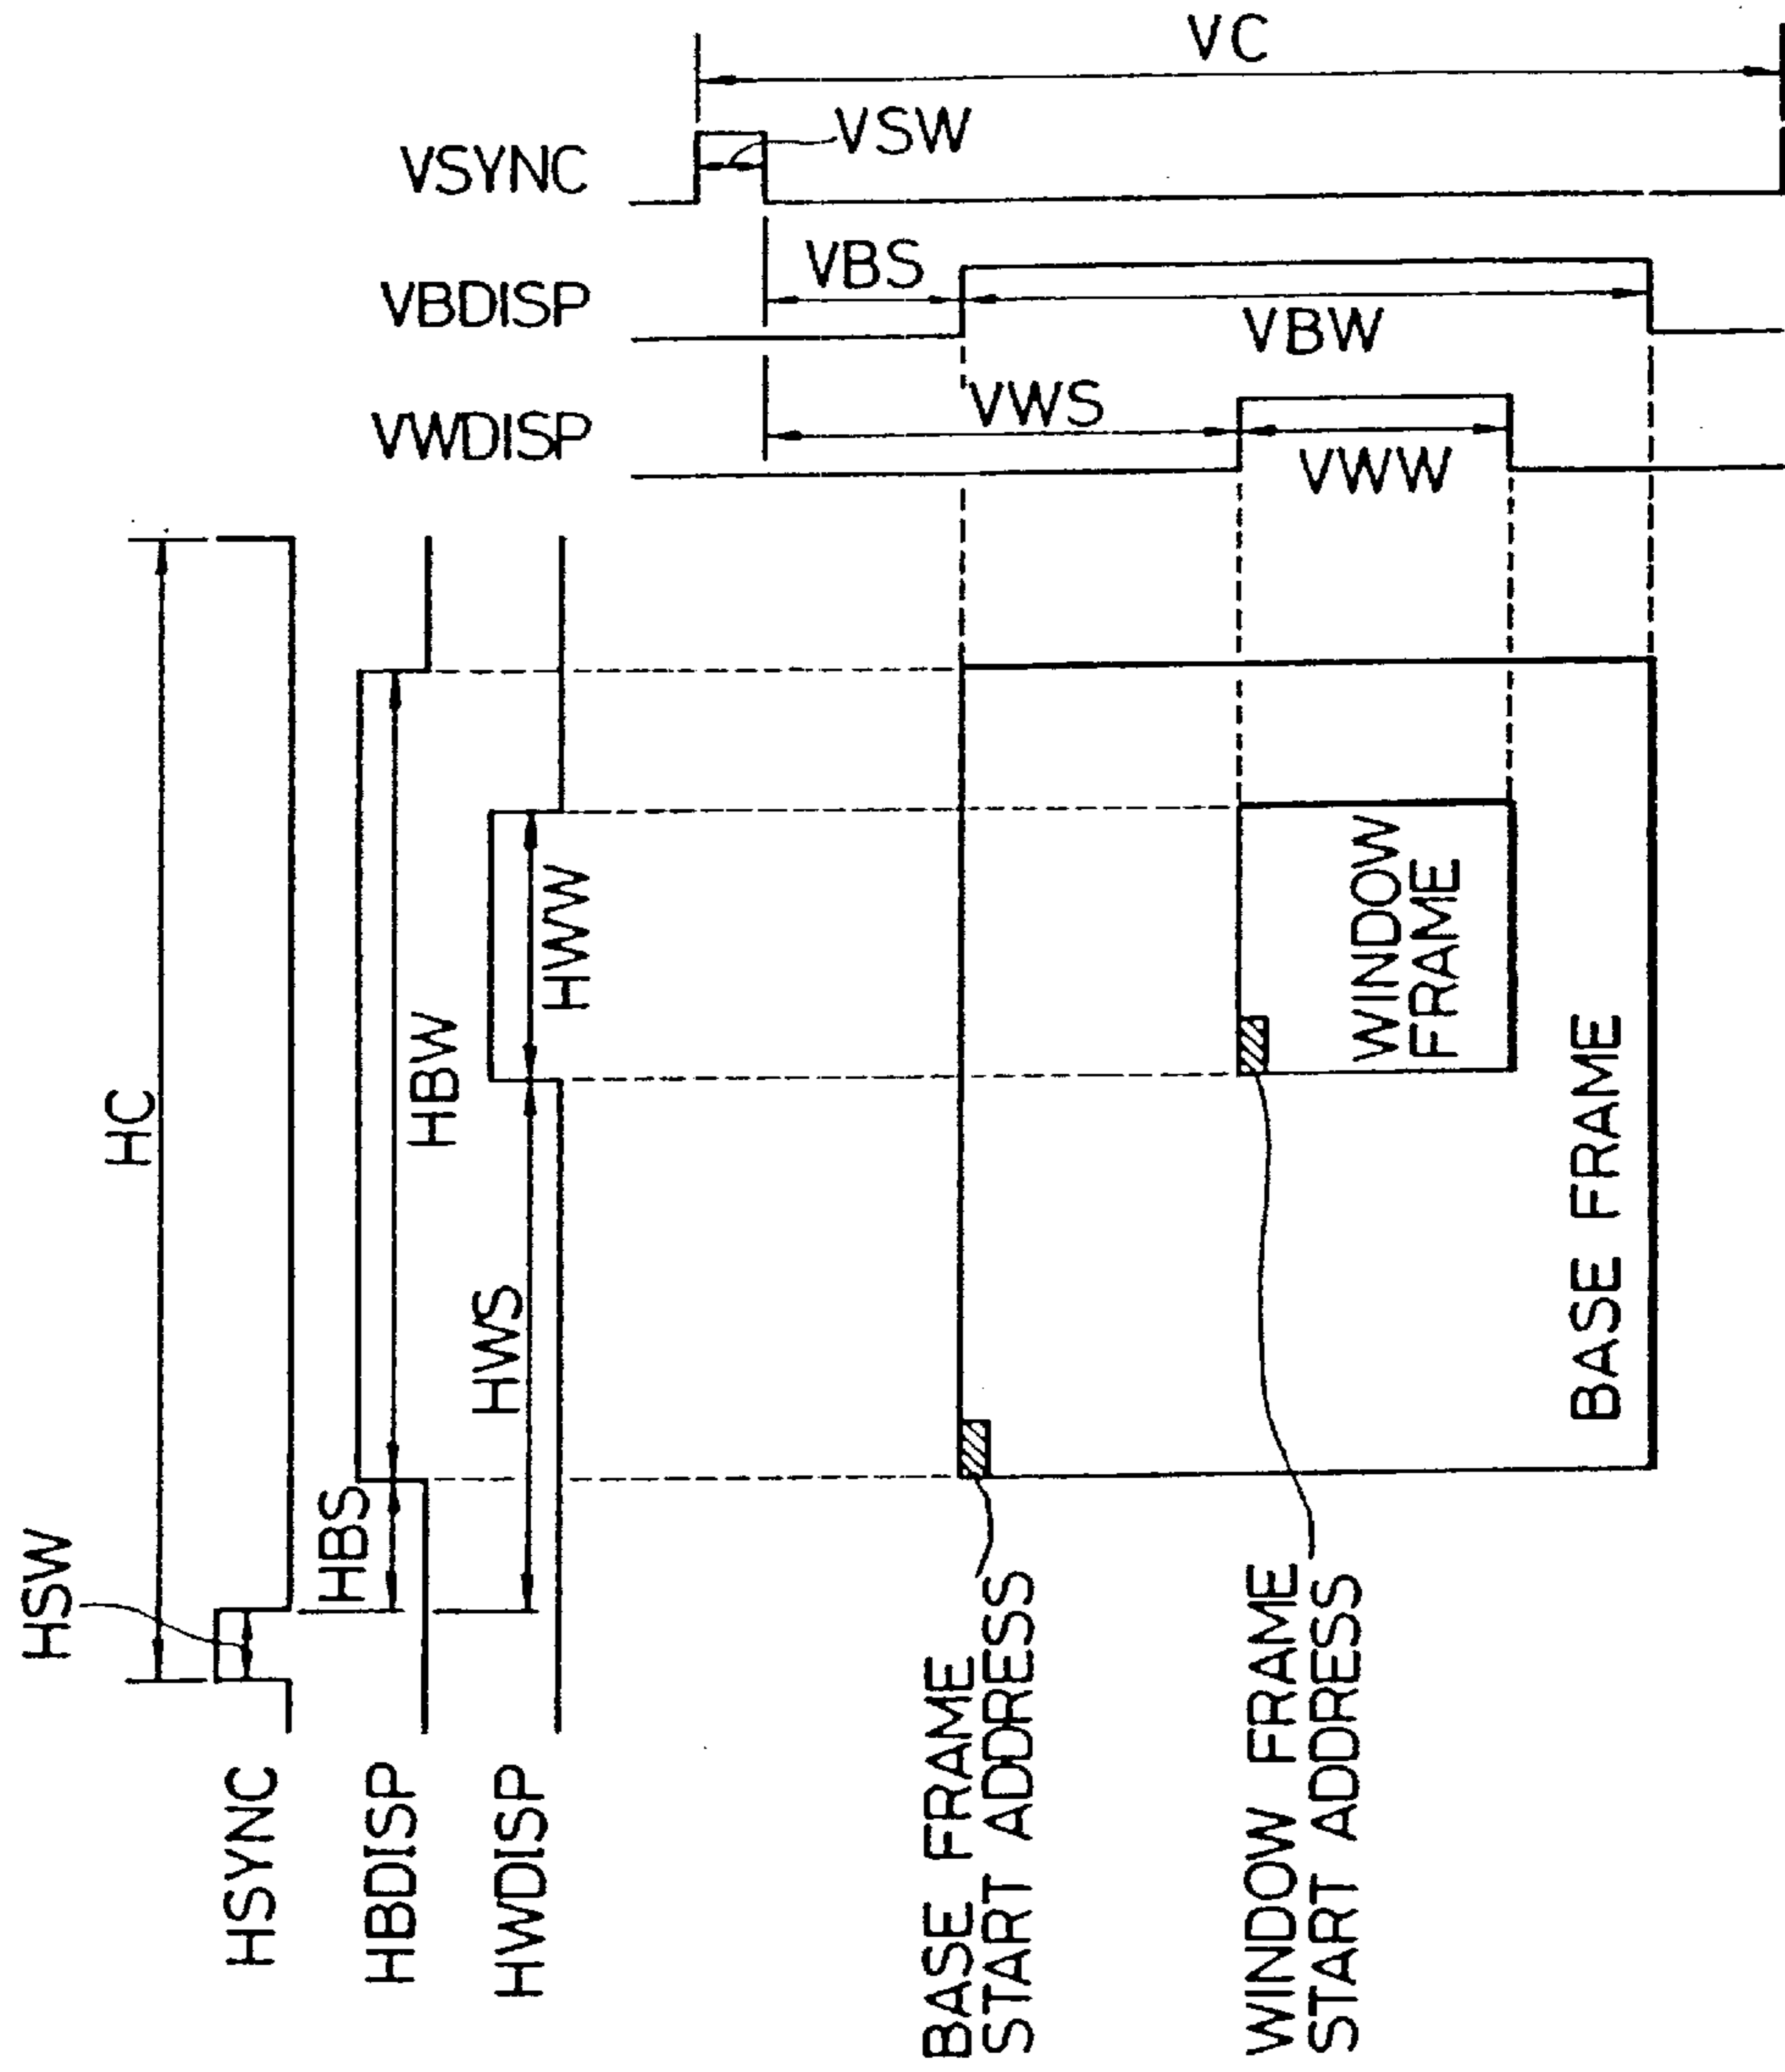 VC
VSW
VSYNC
VBS
VBDISP
VBW
VWS
VWDISP
VWW
HC
HSW
HSYNC
HBS
HBW
HBDISP
HWS
HWW
HWDISP
WINDOW
FRAME
BASE FRAME
BASE FRAME
START ADDRESS
WINDOW FRAME
START ADDRESS